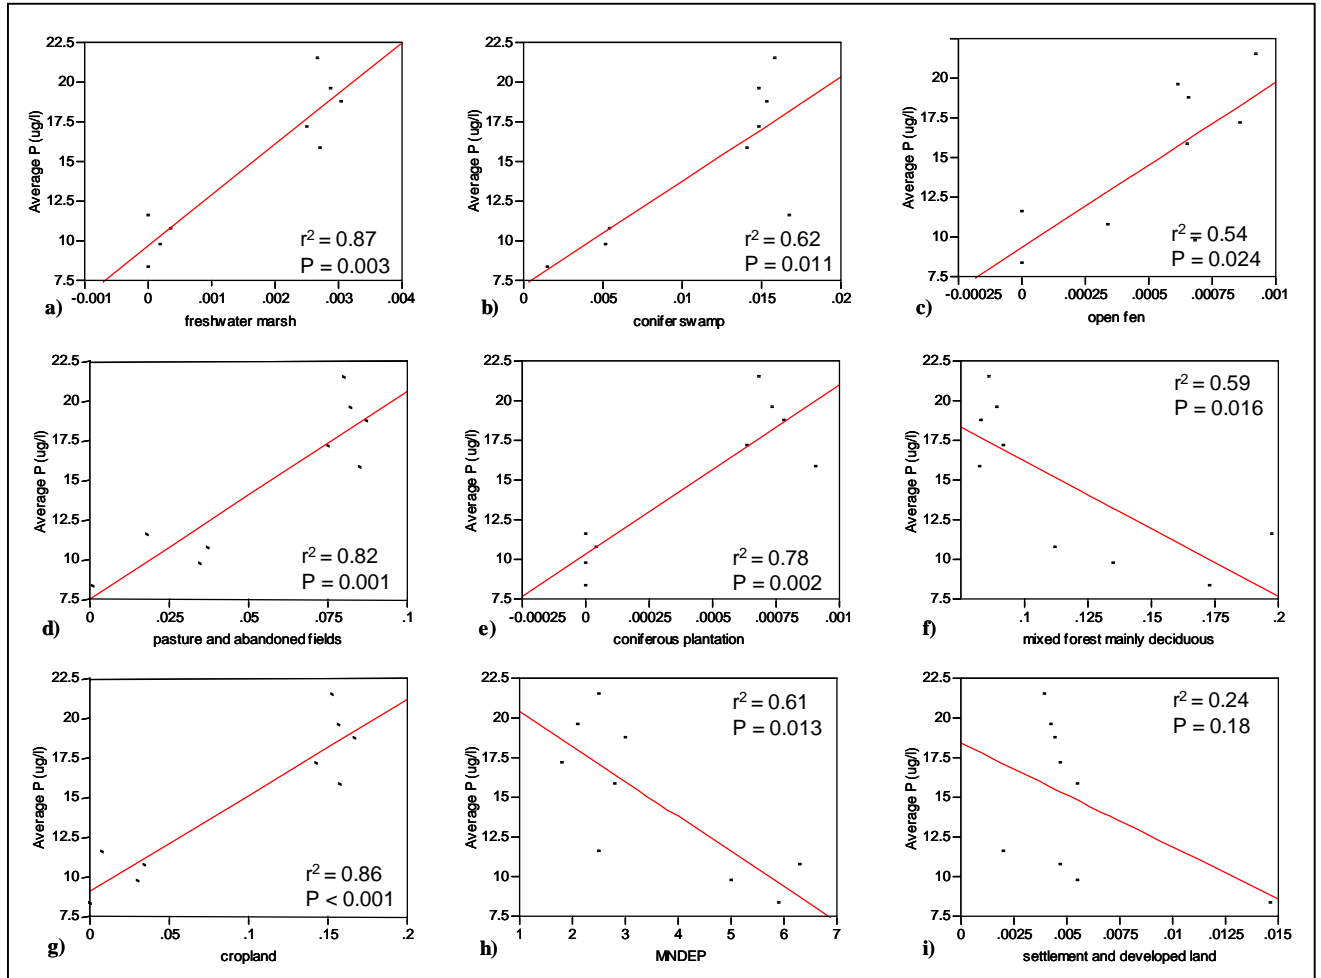 22.5
20
17.5
15
12.5
10
7.5
Average P (ug/l)
r² = 0.87
P = 0.003
-0.001 0 .001 .002 .003 .004
a)
freshwater marsh
22.5
20
17.5
15
12.5
10
7.5
Average P (ug/l)
r² = 0.62
P = 0.011
0 .005 .01 .015 .02
b)
conifer swamp
20
17.5
15
12.5
10
7.5
Average P (ug/l)
r² = 0.54
P = 0.024
-0.00025 0 .00025 .0005 .00075 .001
c)
open fen
22.5
20
17.5
15
12.5
10
7.5
Average P (ug/l)
r² = 0.82
P = 0.001
0 .025 .05 .075 .1
d)
pasture and abandoned fields
22.5
20
17.5
15
12.5
10
7.5
Average P (ug/l)
r² = 0.78
P = 0.002
-0.00025 0 .00025 .0005 .00075 .001
e)
coniferous plantation
22.5
20
17.5
15
12.5
10
7.5
Average P (ug/l)
r² = 0.59
P = 0.016
.1 .125 .15 .175 .2
f)
mixed forest mainly deciduous
22.5
20
17.5
15
12.5
10
7.5
Average P (ug/l)
r² = 0.86
P < 0.001
0 .05 .1 .15 .2
g)
cropland
22.5
20
17.5
15
12.5
10
7.5
Average P (ug/l)
r² = 0.61
P = 0.013
1 2 3 4 5 6 7
h)
MNDEP
22.5
20
17.5
15
12.5
10
7.5
Average P (ug/l)
r² = 0.24
P = 0.18
0 .0025 .005 .0075 .01 .0125 .015
i)
settlement and developed land